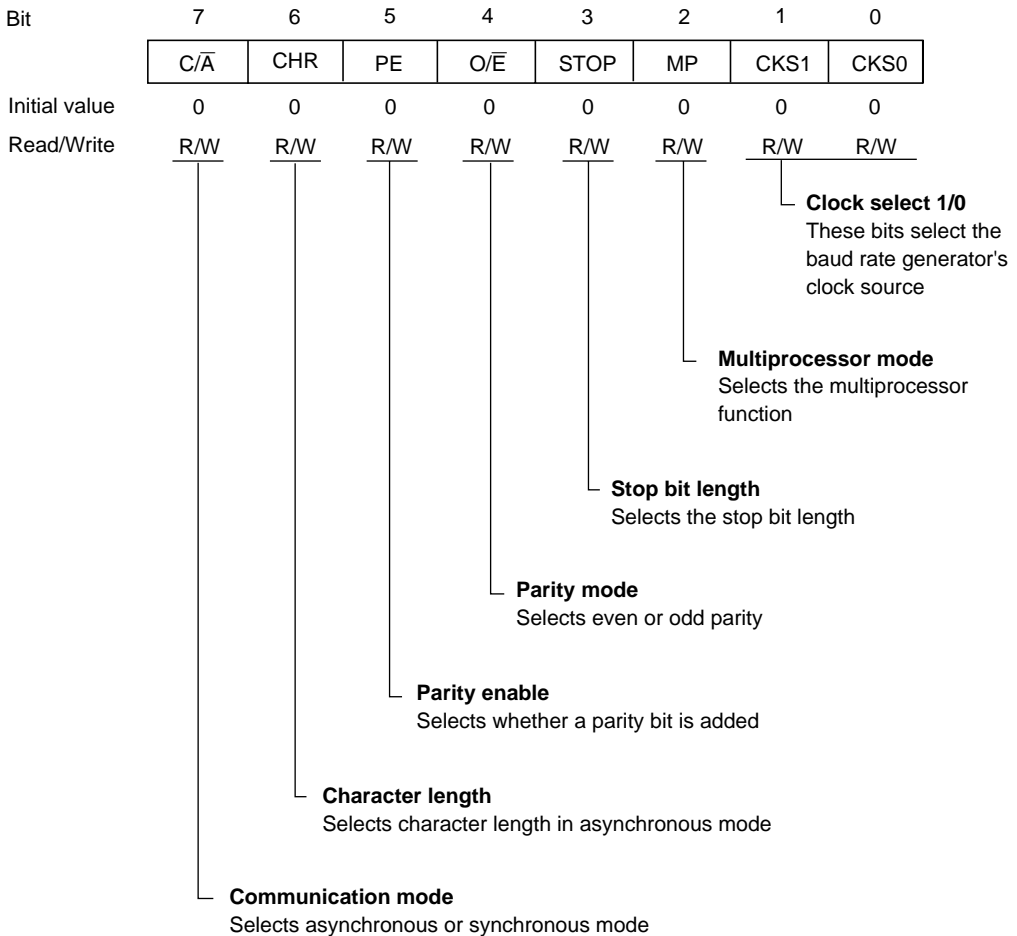 Bit 7 6 5 4 3 2 1 0
C/A̅ CHR PE O/E̅ STOP MP CKS1 CKS0
Initial value 0 0 0 0 0 0 0 0
Read/Write R/W R/W R/W R/W R/W R/W R/W R/W
Clock select 1/0
These bits select the
baud rate generator's
clock source
Multiprocessor mode
Selects the multiprocessor
function
Stop bit length
Selects the stop bit length
Parity mode
Selects even or odd parity
Parity enable
Selects whether a parity bit is added
Character length
Selects character length in asynchronous mode
Communication mode
Selects asynchronous or synchronous mode